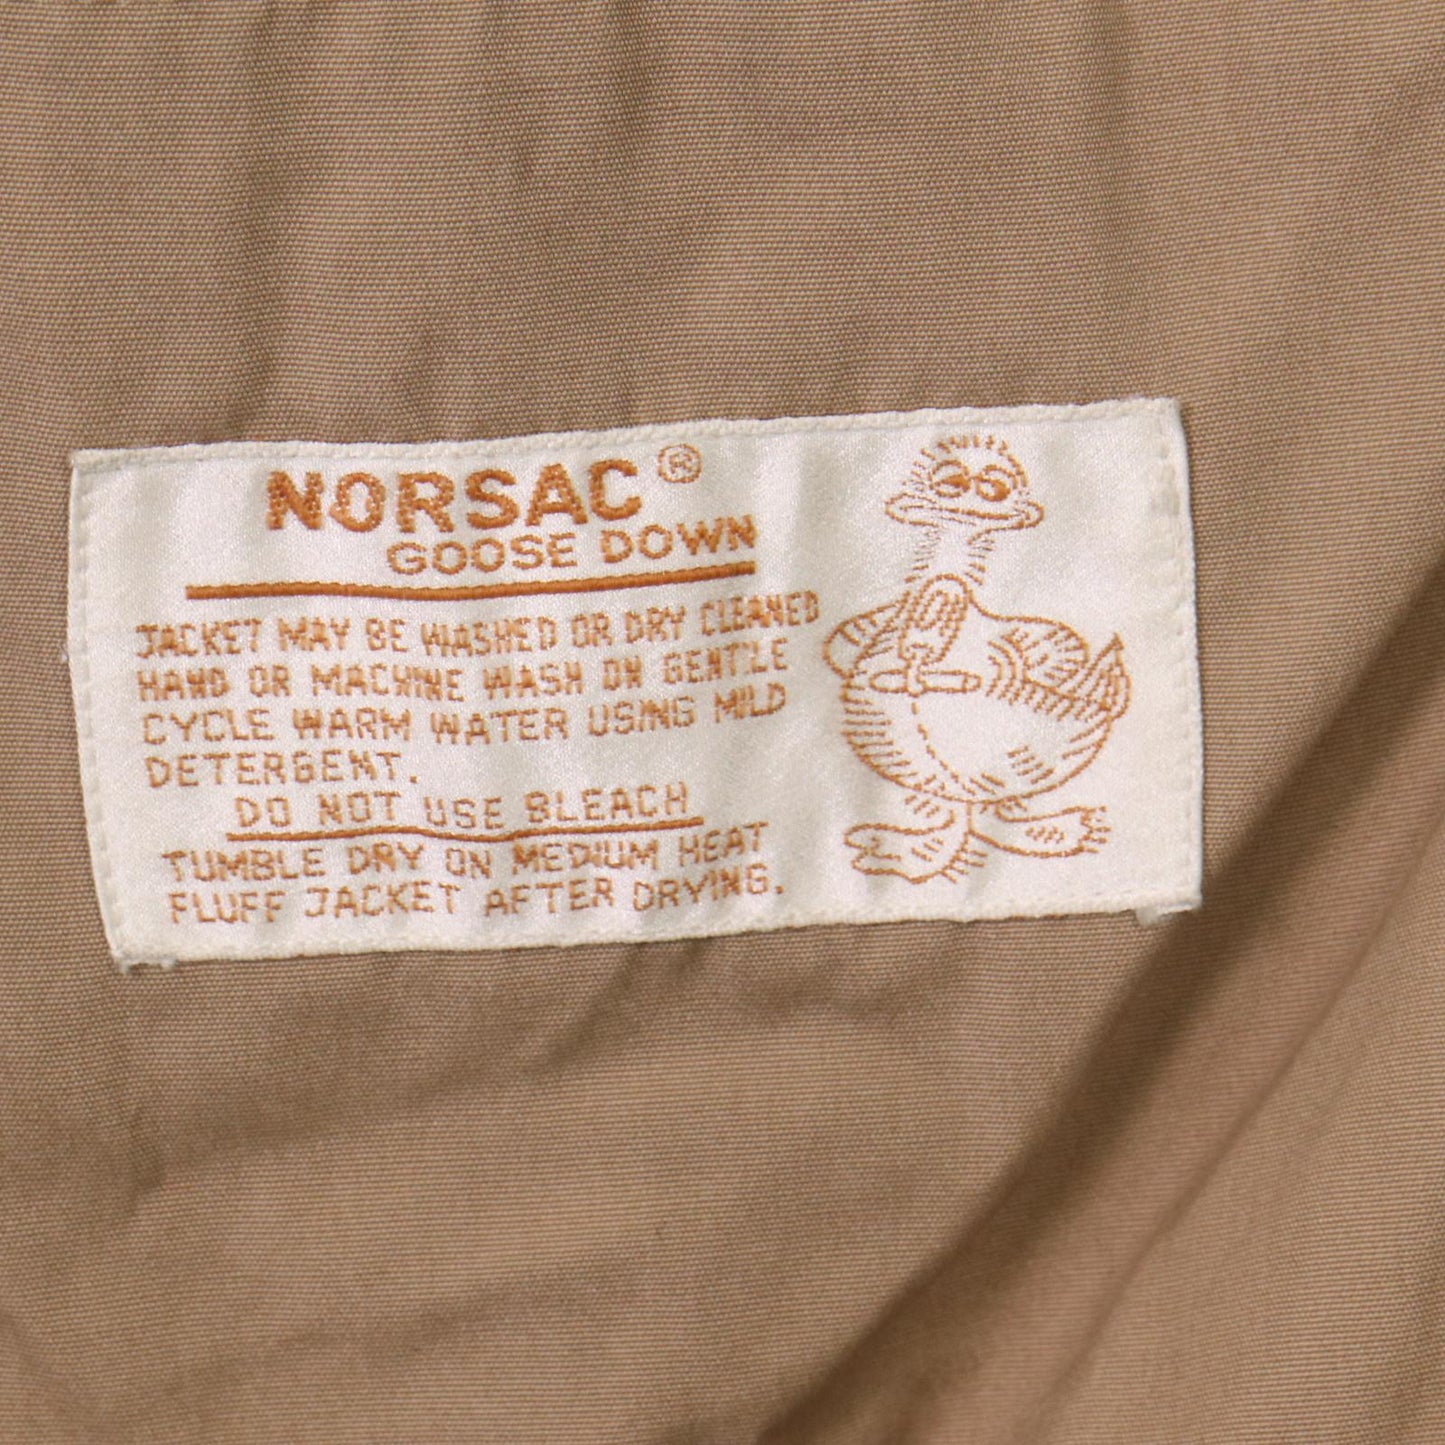 NORSAC®
GOOSE DOWN
JACKET MAY BE WASHED OR DRY CLEANED
HAND OR MACHINE WASH ON GENTLE
CYCLE WARM WATER USING MILD
DETERGENT.
DO NOT USE BLEACH
TUMBLE DRY ON MEDIUM HEAT
FLUFF JACKET AFTER DRYING.